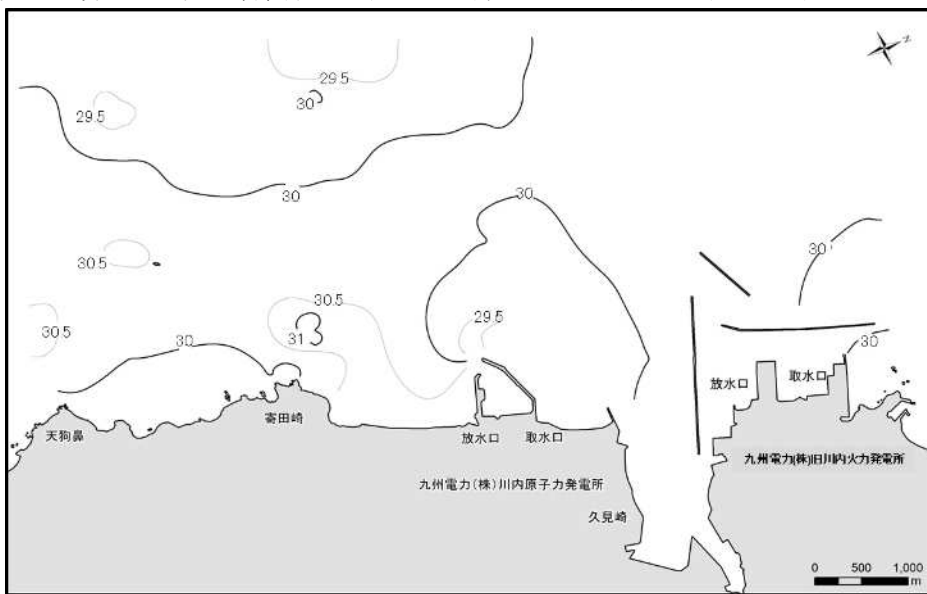 N
29.5
30
29.5
30
30
30
30.5
30.5
30.5
31
29.5
30
30
放水口
取水口
天狗鼻
寄田崎
放水口
取水口
九州電力(株)旧川内火力発電所
九州電力(株)川内原子力発電所
久見崎
0 500 1,000
m